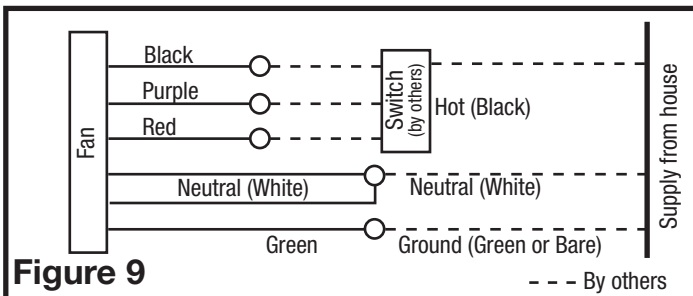 Black
Purple
Red
Fan
Switch
(by others)
Hot (Black)
Neutral (White)
Neutral (White)
Green
Ground (Green or Bare)
Supply from house
Figure 9
- - - By others